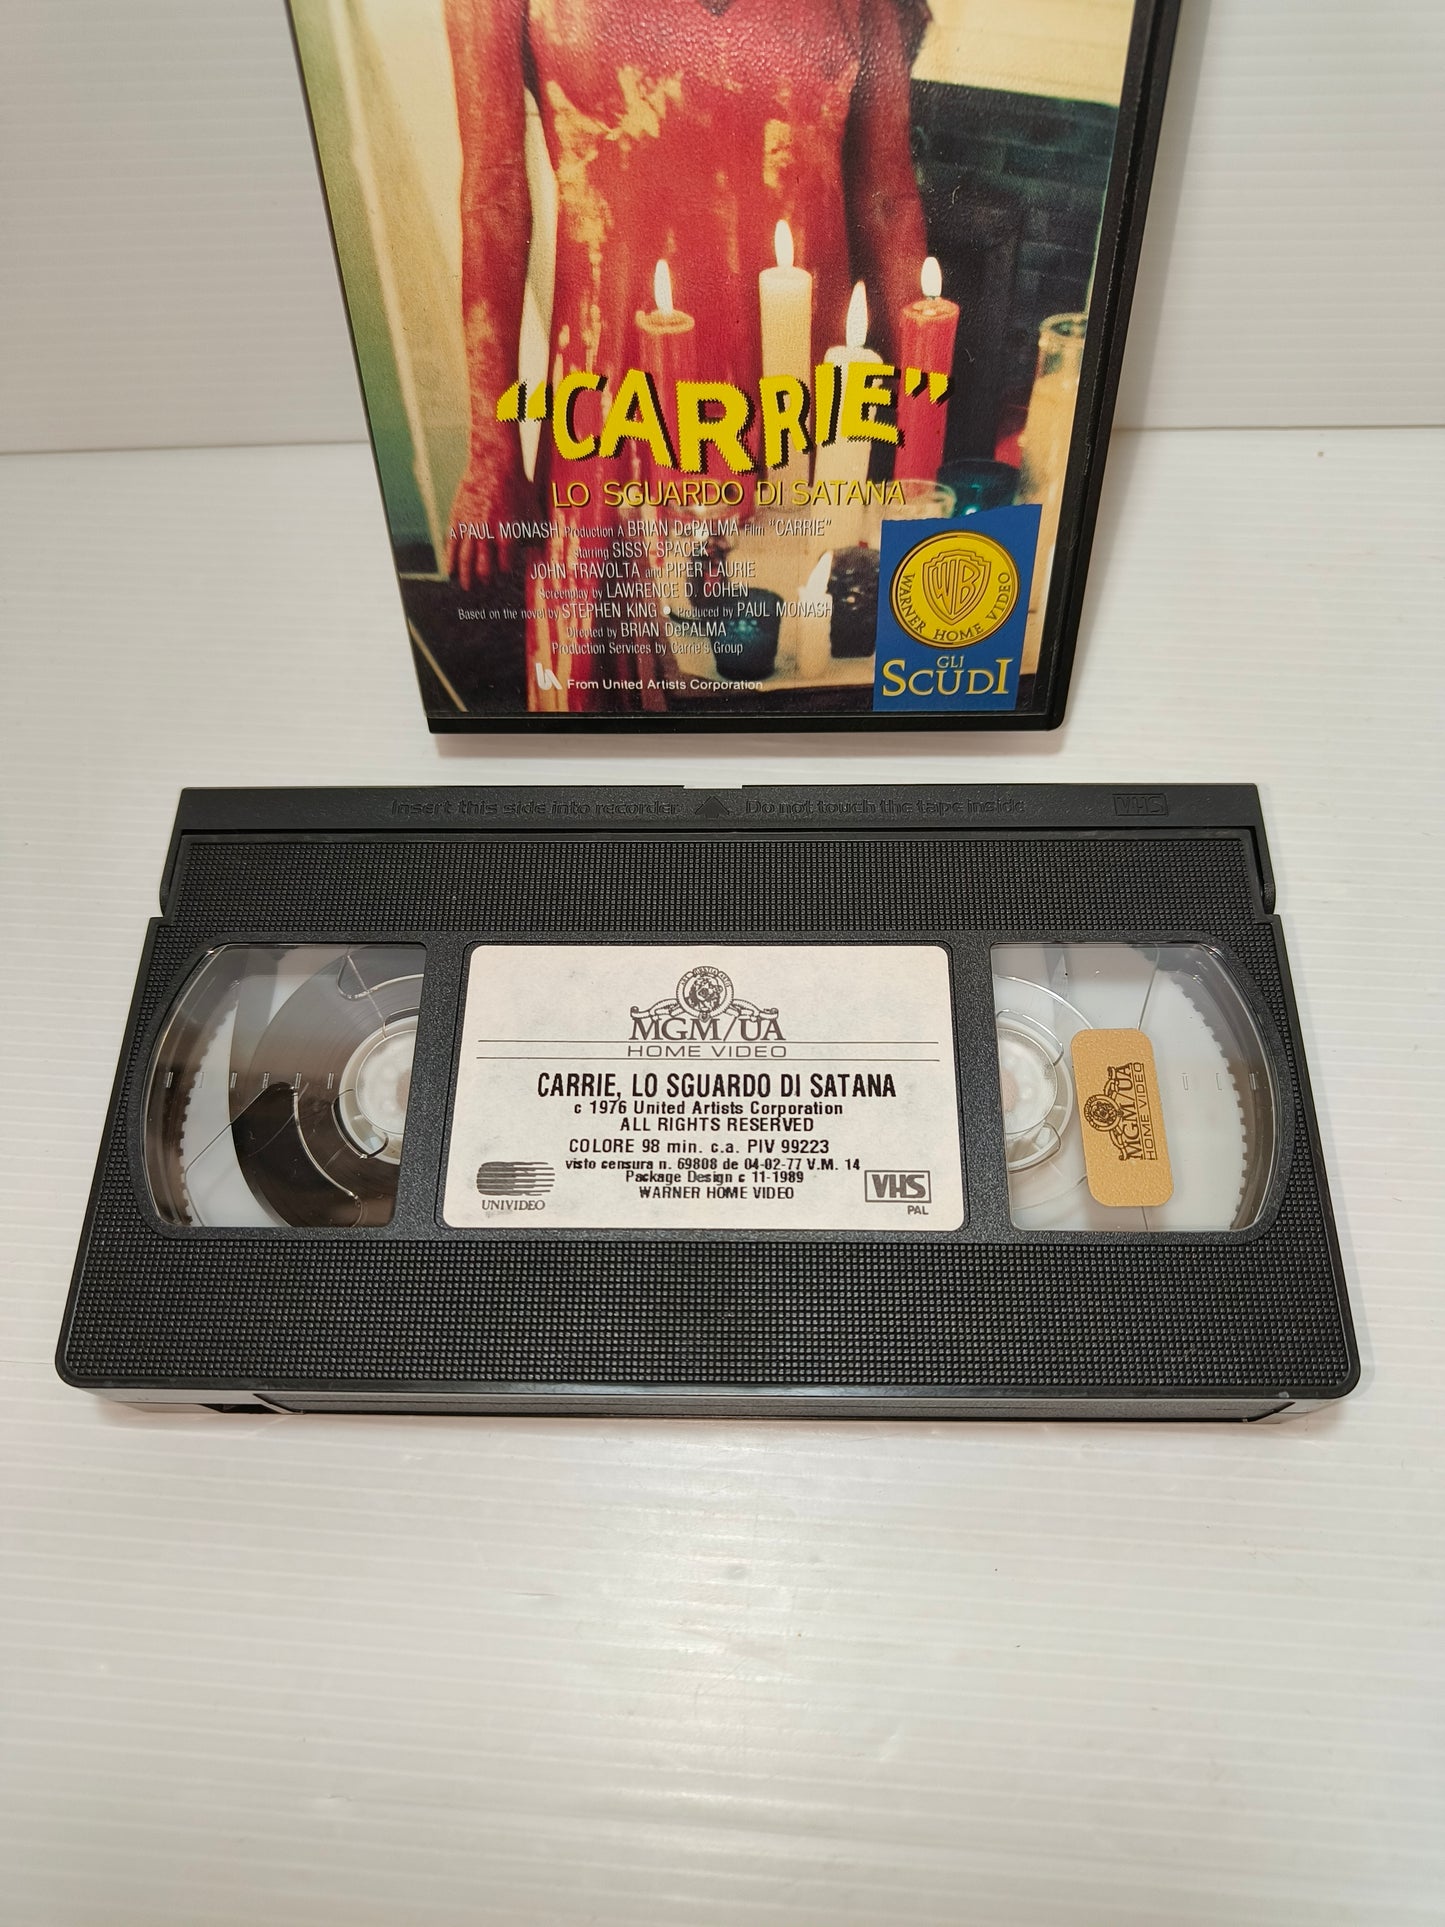 "CARRIE"
LO SGUARDO DI SATANA
A PAUL MONASH Production A BRIAN DePALMA Film "CARRIE"
starring SISSY SPACEK
JOHN TRAVOLTA and PIPER LAURIE
Screenplay by LAWRENCE D. COHEN
Based on the novel by STEPHEN KING • Produced by PAUL MONASH
Directed by BRIAN DePALMA
Production Services by Carrie's Group
From United Artists Corporation
WB
WARNER HOME VIDEO
GLI
SCUDI
Insert this side into recorder Do not touch the tape inside VHS
MGM/UA
HOME VIDEO
CARRIE, LO SGUARDO DI SATANA
c 1976 United Artists Corporation
ALL RIGHTS RESERVED
COLORE 98 min. c.a. PIV 99223
visto censura n. 69808 de 04-02-77 V.M. 14
Package Design c 11-1989
WARNER HOME VIDEO
UNIVIDEO
VHS
PAL
MGM/UA
HOME VIDEO